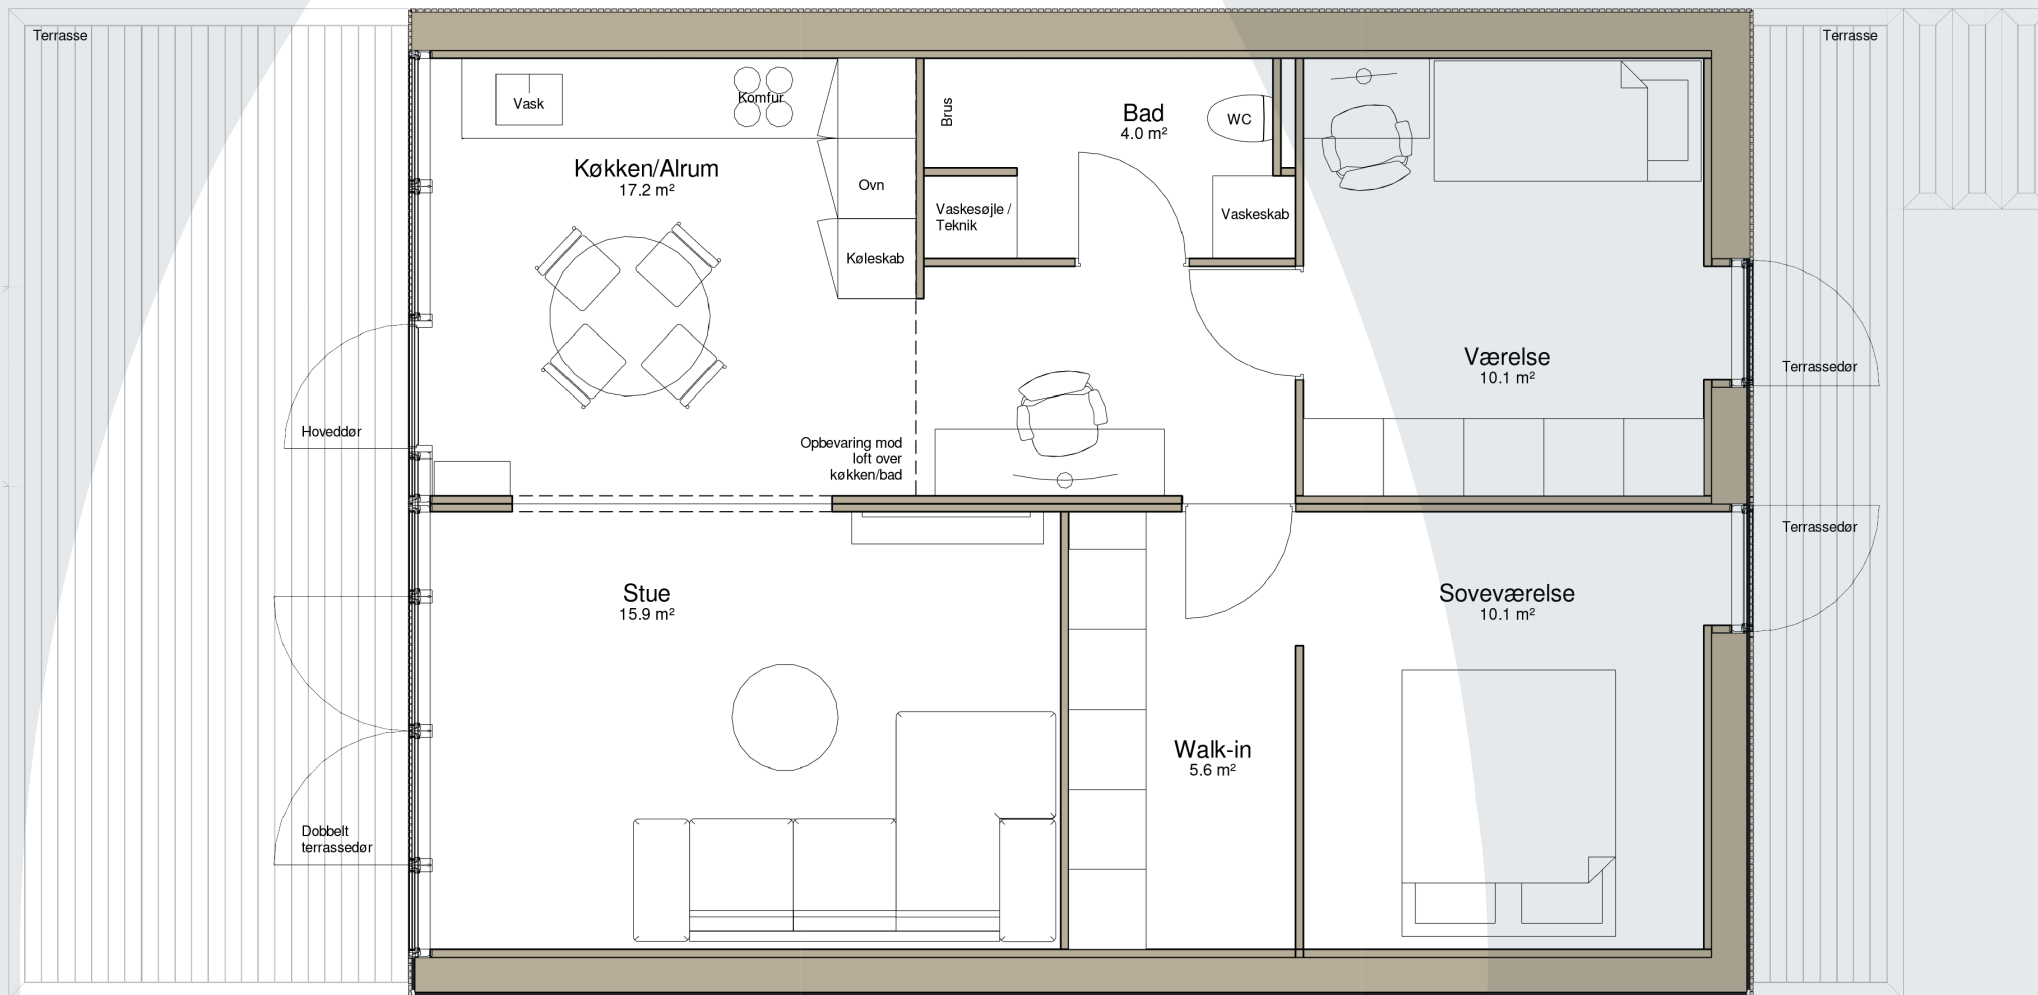 Terrasse
Terrasse
Vask
Komfur
Brus
Bad
4.0 m²
WC
Køkken/Alrum
17.2 m²
Ovn
Vaskesøjle /
Teknik
Vaskeskab
Køleskab
Værelse
10.1 m²
Terrassedør
Hoveddør
Opbevaring mod
loft over
køkken/bad
Terrassedør
Stue
15.9 m²
Soveværelse
10.1 m²
Walk-in
5.6 m²
Dobbelt
terrassedør